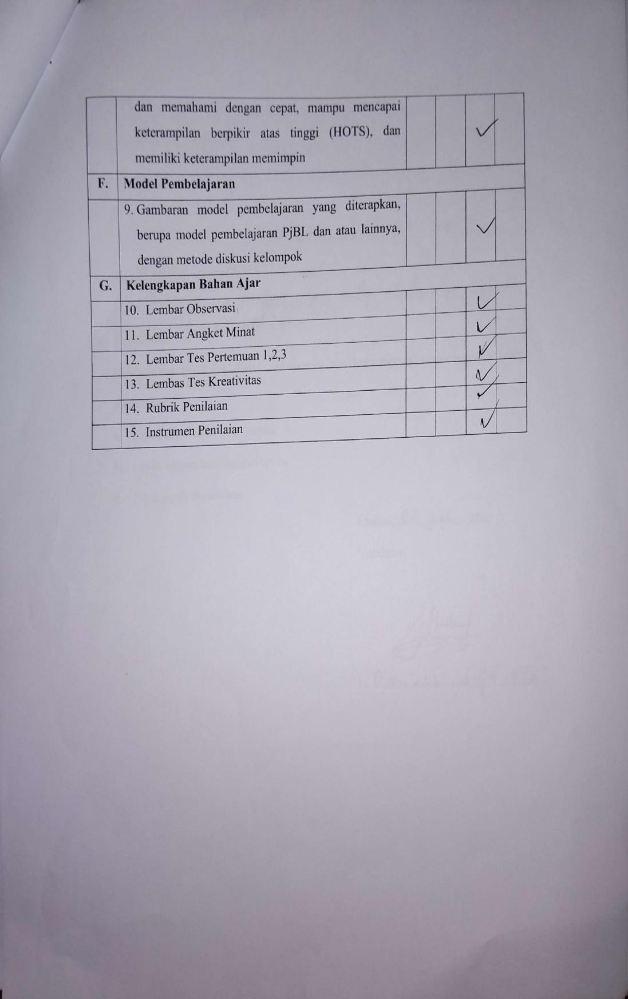 dan memahami dengan cepat, mampu mencapai
keterampilan berpikir atas tinggi (HOTS), dan
memiliki keterampilan memimpin
F. Model Pembelajaran
9. Gambaran model pembelajaran yang diterapkan,
berupa model pembelajaran PjBL dan atau lainnya,
dengan metode diskusi kelompok
G. Kelengkapan Bahan Ajar
10. Lembar Observasi
11. Lembar Angket Minat
12. Lembar Tes Pertemuan 1,2,3
13. Lembas Tes Kreativitas
14. Rubrik Penilaian
15. Instrumen Penilaian